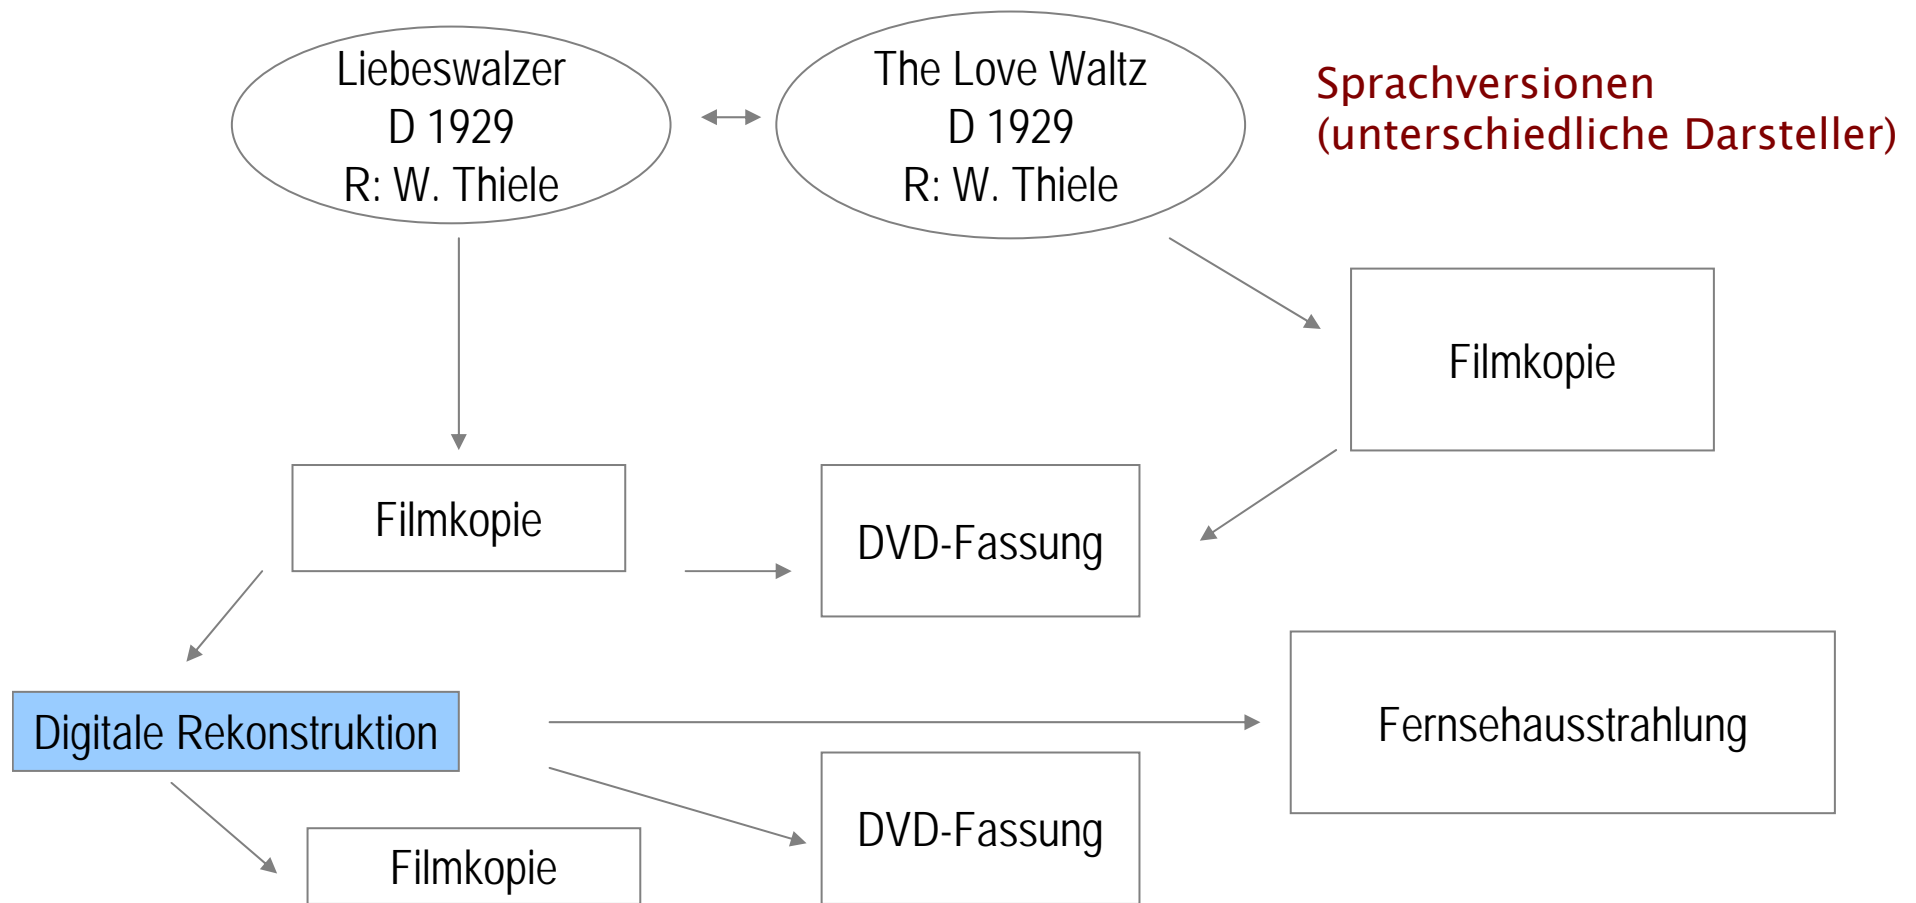 Liebeswalzer
D 1929
R: W. Thiele
The Love Waltz
D 1929
R: W. Thiele
Sprachversionen
(unterschiedliche Darsteller)
Filmkopie
Filmkopie
DVD-Fassung
Digitale Rekonstruktion
Fernsehausstrahlung
DVD-Fassung
Filmkopie